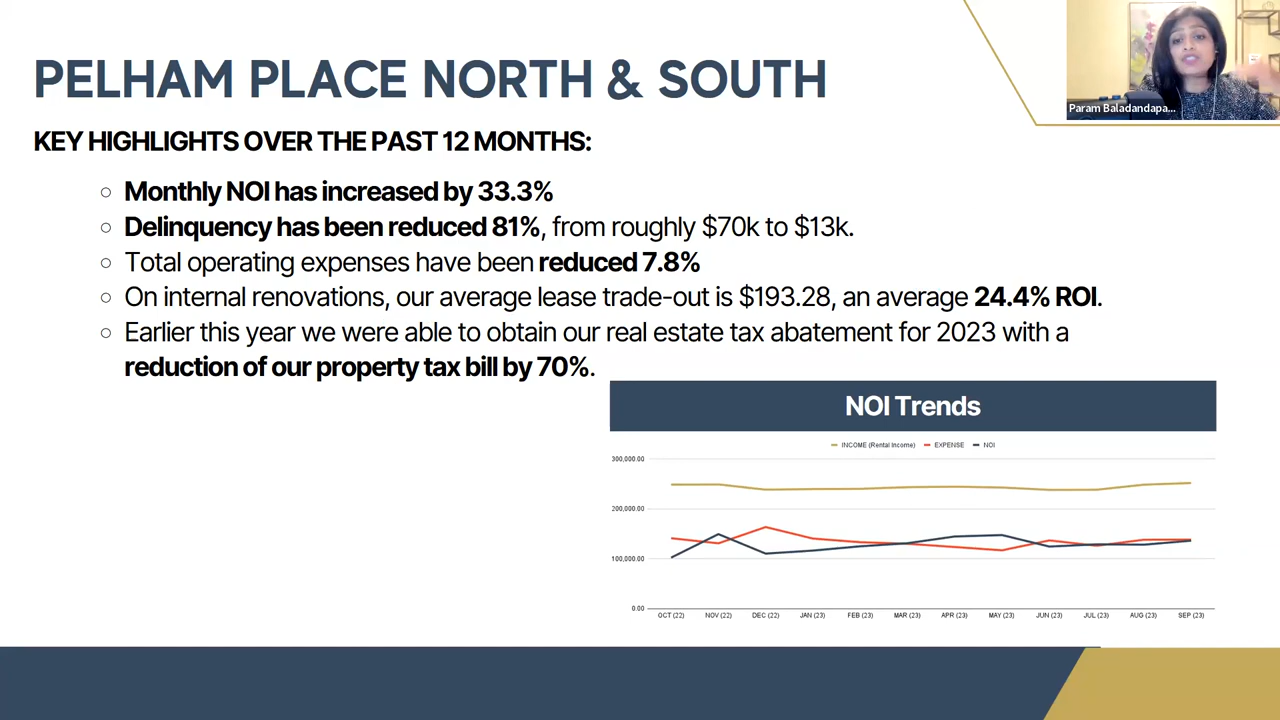 PELHAM PLACE NORTH & SOUTH
Param Baladandapa...
KEY HIGHLIGHTS OVER THE PAST 12 MONTHS:
Monthly NOI has increased by 33.3%
Delinquency has been reduced 81%, from roughly $70k to $13k.
Total operating expenses have been reduced 7.8%
On internal renovations, our average lease trade-out is $193.28, an average 24.4% ROI.
Earlier this year we were able to obtain our real estate tax abatement for 2023 with a
reduction of our property tax bill by 70%.
NOI Trends
INCOME (Rental Income) EXPENSE NOI
300,000.00
200,000.00
100,000.00
0.00
OCT (22) NOV (22) DEC (22) JAN (23) FEB (23) MAR (23) APR (23) MAY (23) JUN (23) JUL (23) AUG (23) SEP (23)